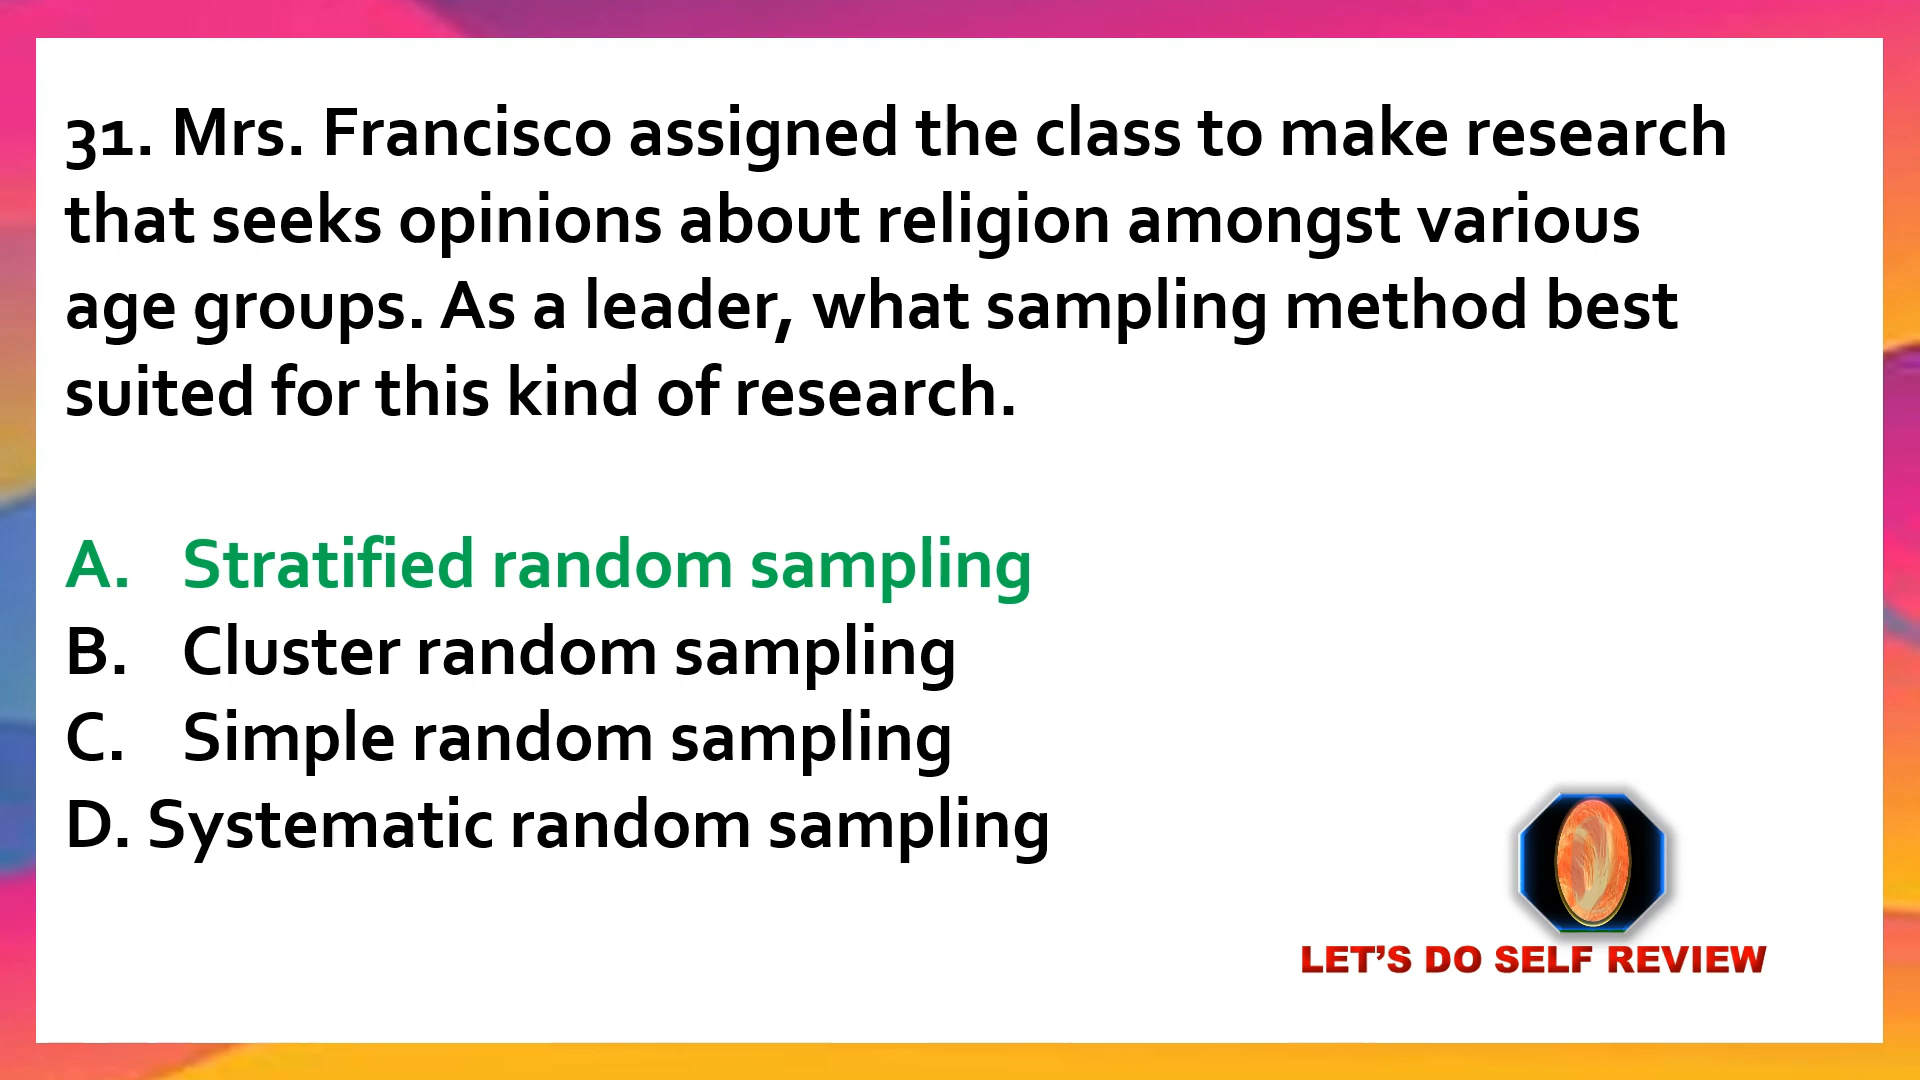 31. Mrs. Francisco assigned the class to make research
that seeks opinions about religion amongst various
age groups. As a leader, what sampling method best
suited for this kind of research.
A. Stratified random sampling
B. Cluster random sampling
C. Simple random sampling
D. Systematic random sampling
LET'S DO SELF REVIEW